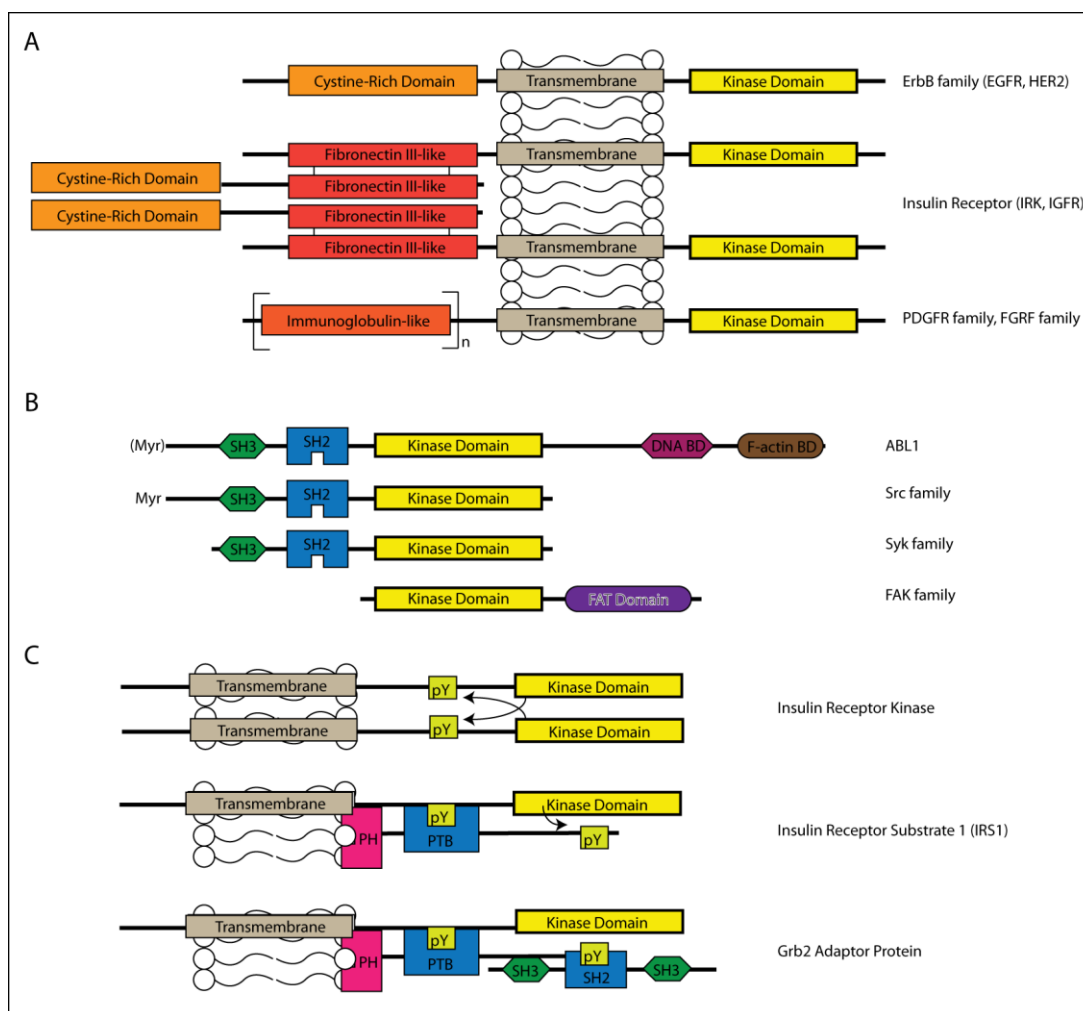 A
Cystine-Rich Domain Transmembrane Kinase Domain ErbB family (EGFR, HER2)
Fibronectin III-like Transmembrane Kinase Domain
Cystine-Rich Domain Fibronectin III-like
Cystine-Rich Domain Fibronectin III-like Insulin Receptor (IRK, IGFR)
Fibronectin III-like Transmembrane Kinase Domain
Immunoglobulin-like n Transmembrane Kinase Domain PDGFR family, FGRF family
B
(Myr) SH3 SH2 Kinase Domain DNA BD F-actin BD ABL1
Myr SH3 SH2 Kinase Domain Src family
SH3 SH2 Kinase Domain Syk family
Kinase Domain FAT Domain FAK family
C
Transmembrane pY Kinase Domain
Insulin Receptor Kinase
Transmembrane pY Kinase Domain
Transmembrane pY Kinase Domain
PH PTB pY Insulin Receptor Substrate 1 (IRS1)
Transmembrane pY Kinase Domain
PH PTB pY Grb2 Adaptor Protein
SH3 SH2 SH3